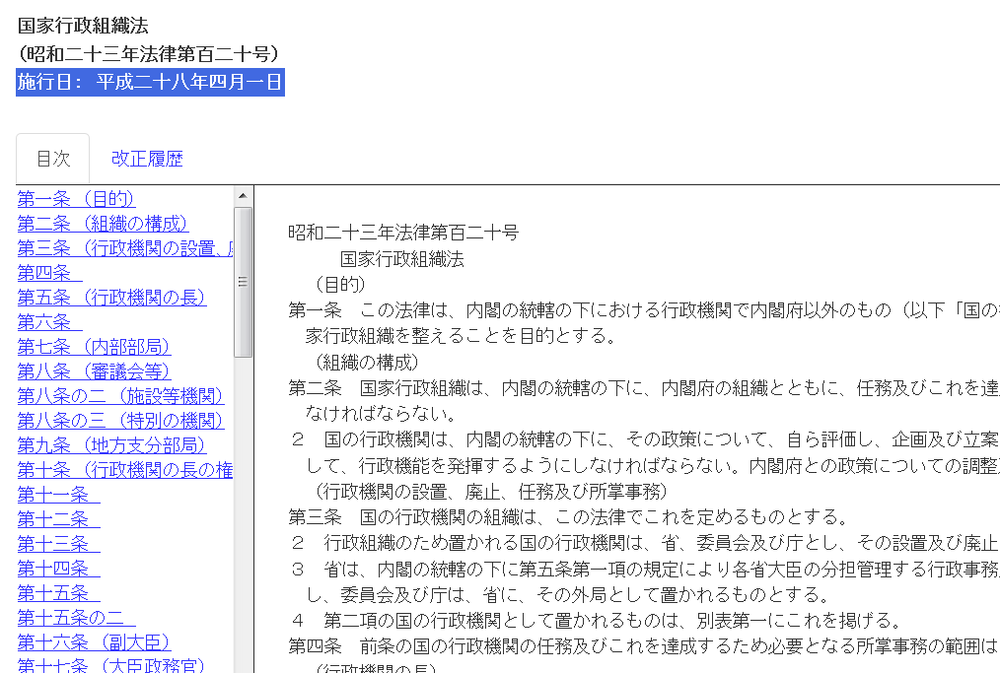 国家行政組織法
(昭和二十三年法律第百二十号)
施行日： 平成二十八年四月一日
目次
改正履歴
第一条 （目的）
第二条 （組織の構成）
第三条 （行政機関の設置、
第四条
第五条 （行政機関の長）
第六条
第七条 （内部部局）
第八条 （審議会等）
第八条の二 （施設等機関）
第八条の三 （特別の機関）
第九条 （地方支分部局）
第十条 （行政機関の長の権
第十一条
第十二条
第十三条
第十四条
第十五条
第十五条の二
第十六条 （副大臣）
第十七条 （大臣政務官）
昭和二十三年法律第百二十号
国家行政組織法
（目的）
第一条　この法律は、内閣の統轄の下における行政機関で内閣府以外のもの（以下「国の
家行政組織を整えることを目的とする。
（組織の構成）
第二条　国家行政組織は、内閣の統轄の下に、内閣府の組織とともに、任務及びこれを達
なければならない。
２　国の行政機関は、内閣の統轄の下に、その政策について、自ら評価し、企画及び立案
して、行政機能を発揮するようにしなければならない。内閣府との政策についての調整
（行政機関の設置、廃止、任務及び所掌事務）
第三条　国の行政機関の組織は、この法律でこれを定めるものとする。
２　行政組織のため置かれる国の行政機関は、省、委員会及び庁とし、その設置及び廃止
３　省は、内閣の統轄の下に第五条第一項の規定により各省大臣の分担管理する行政事務
し、委員会及び庁は、省に、その外局として置かれるものとする。
４　第二項の国の行政機関として置かれるものは、別表第一にこれを掲げる。
第四条　前条の国の行政機関の任務及びこれを達成するため必要となる所掌事務の範囲は
（行政機関の長）